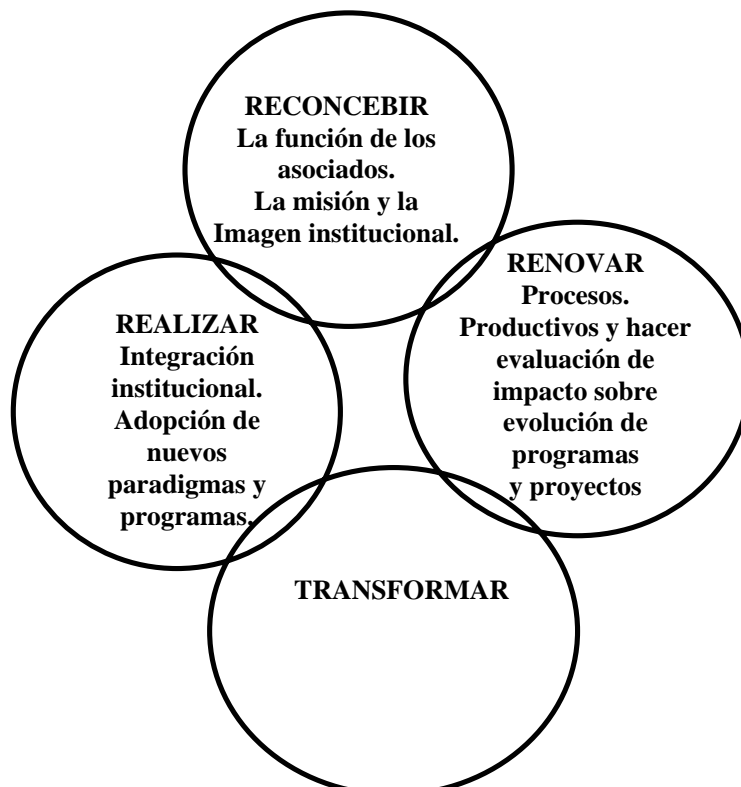 RECONCEBIR
La función de los
asociados.
La misión y la
Imagen institucional.
RENOVAR
Procesos.
Productivos y hacer
evaluación de
impacto sobre
evolución de
programas
y proyectos
REALIZAR
Integración
institucional.
Adopción de
nuevos
paradigmas y
programas.
TRANSFORMAR